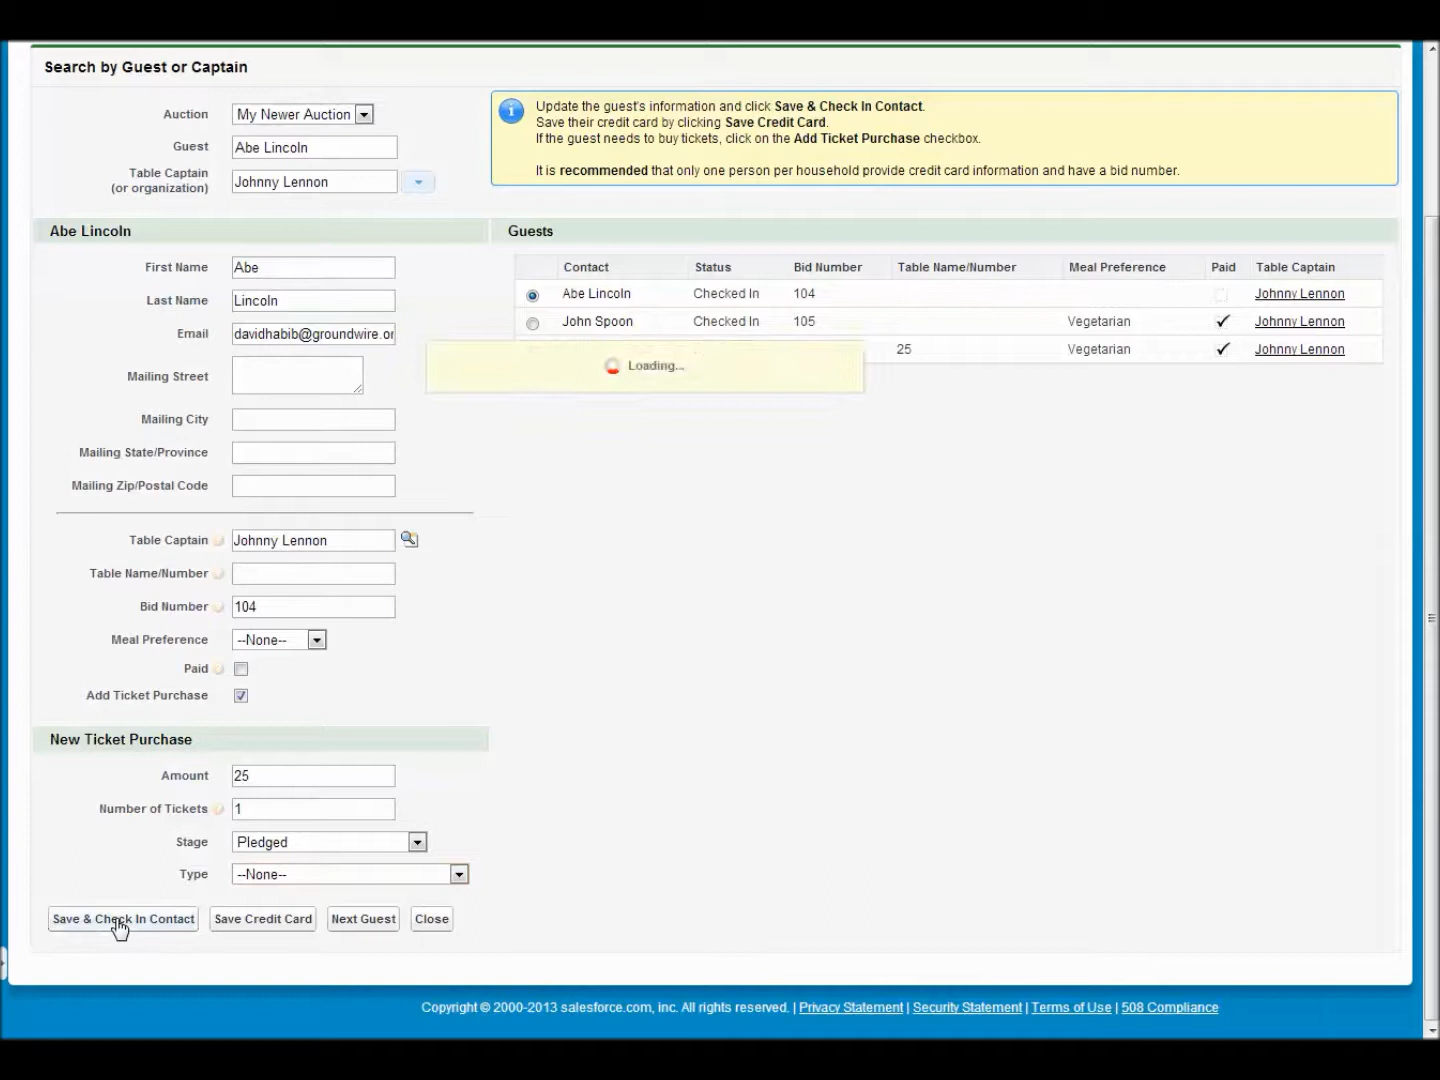 Search by Guest or Captain
Auction
My Newer Auction
Guest
Abe Lincoln
Table Captain
(or organization)
Johnny Lennon
Update the guest's information and click Save & Check In Contact.
Save their credit card by clicking Save Credit Card.
If the guest needs to buy tickets, click on the Add Ticket Purchase checkbox.
It is recommended that only one person per household provide credit card information and have a bid number.
Abe Lincoln
First Name Abe
Last Name Lincoln
Email davidhabib@groundwire.or
Mailing Street
Mailing City
Mailing State/Province
Mailing Zip/Postal Code
Table Captain Johnny Lennon
Table Name/Number
Bid Number 104
Meal Preference --None--
Paid
Add Ticket Purchase
New Ticket Purchase
Amount 25
Number of Tickets 1
Stage Pledged
Type --None--
Save & Check In Contact Save Credit Card Next Guest Close
Guests
Contact Status Bid Number Table Name/Number Meal Preference Paid Table Captain
Abe Lincoln Checked In 104 Johnny Lennon
John Spoon Checked In 105 Vegetarian Johnny Lennon
25 Vegetarian Johnny Lennon
Loading...
Copyright © 2000-2013 salesforce.com, inc. All rights reserved. | Privacy Statement | Security Statement | Terms of Use | 508 Compliance